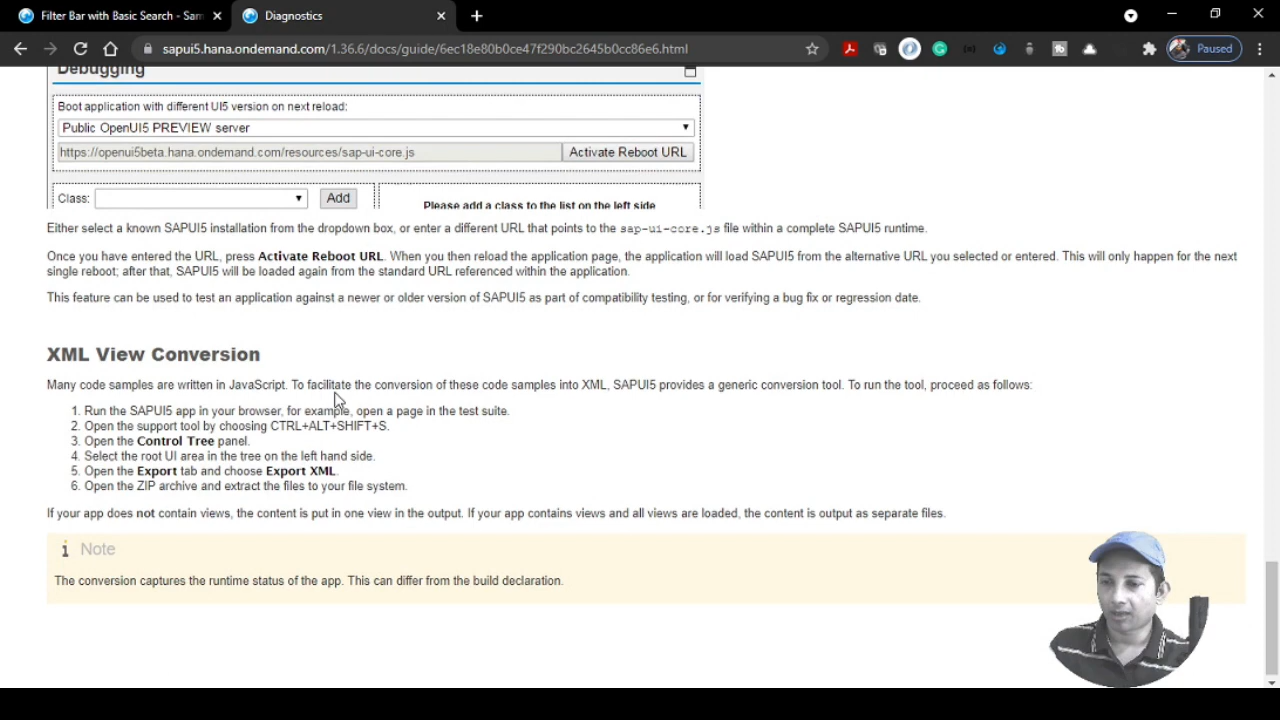 Filter Bar with Basic Search - Sam
Diagnostics
sapui5.hana.ondemand.com/1.36.6/docs/guide/6ec18e80b0ce47f290bc2645b0cc86e6.html
Paused
Debugging
Boot application with different UI5 version on next reload:
Public OpenUI5 PREVIEW server
https://openui5beta.hana.ondemand.com/resources/sap-ui-core.js
Activate Reboot URL
Class:
Add
Please add a class to the list on the left side
Either select a known SAPUI5 installation from the dropdown box, or enter a different URL that points to the sap-ui-core.js file within a complete SAPUI5 runtime.
Once you have entered the URL, press Activate Reboot URL. When you then reload the application page, the application will load SAPUI5 from the alternative URL you selected or entered. This will only happen for the next
single reboot; after that, SAPUI5 will be loaded again from the standard URL referenced within the application.
This feature can be used to test an application against a newer or older version of SAPUI5 as part of compatibility testing, or for verifying a bug fix or regression date.
XML View Conversion
Many code samples are written in JavaScript. To facilitate the conversion of these code samples into XML, SAPUI5 provides a generic conversion tool. To run the tool, proceed as follows:
1. Run the SAPUI5 app in your browser, for example, open a page in the test suite.
2. Open the support tool by choosing CTRL+ALT+SHIFT+S.
3. Open the Control Tree panel.
4. Select the root UI area in the tree on the left hand side.
5. Open the Export tab and choose Export XML.
6. Open the ZIP archive and extract the files to your file system.
If your app does not contain views, the content is put in one view in the output. If your app contains views and all views are loaded, the content is output as separate files.
Note
The conversion captures the runtime status of the app. This can differ from the build declaration.